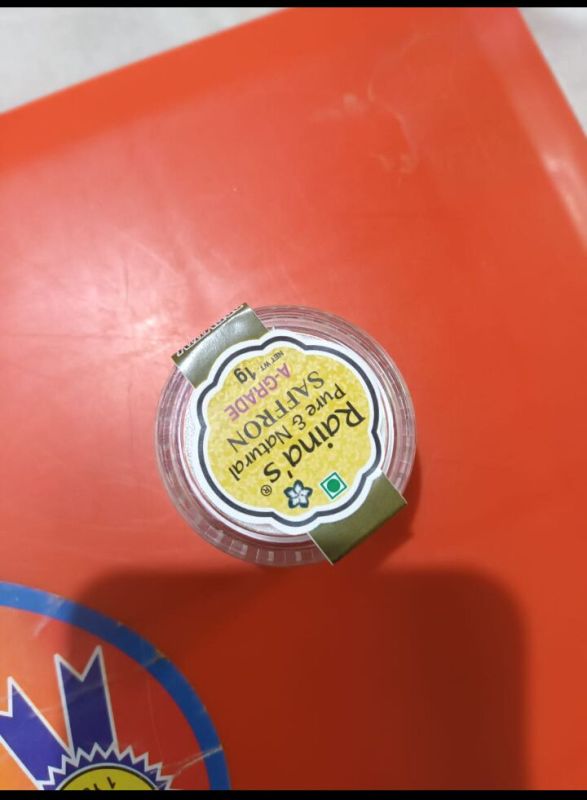 Raina's ®
Pure & Natural
SAFFRON
A-GRADE
NET WT. 1g